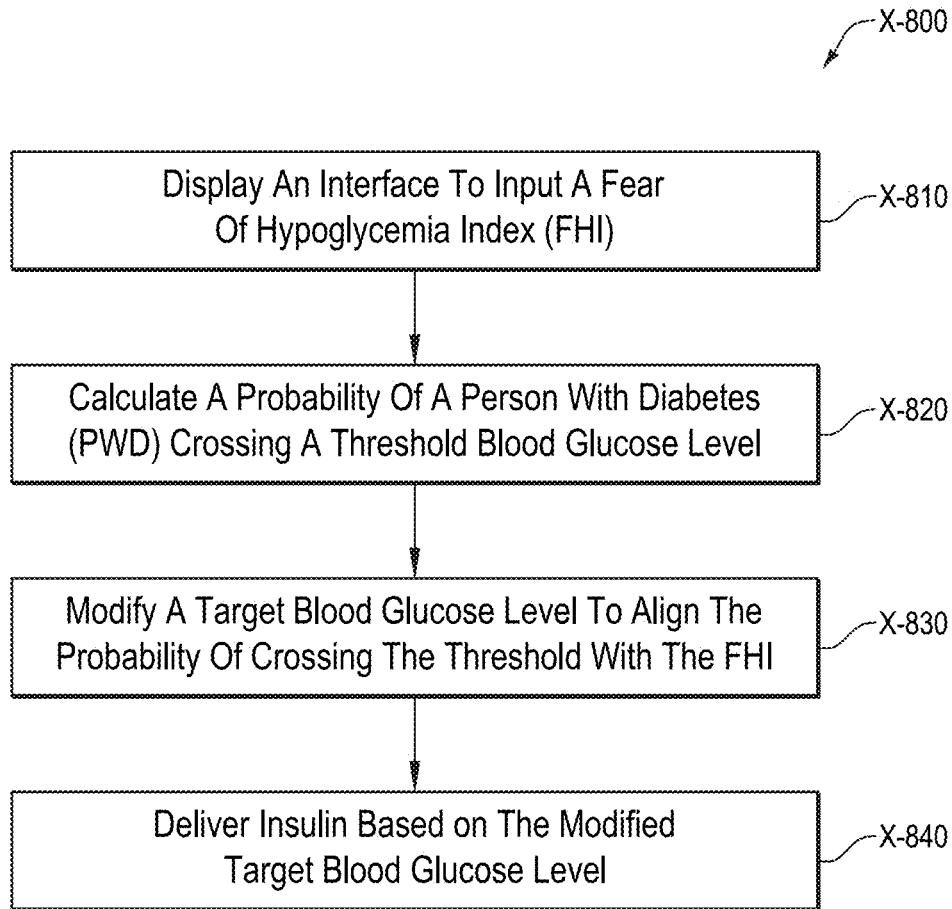 X-800
Display An Interface To Input A Fear
Of Hypoglycemia Index (FHI)
X-810
Calculate A Probability Of A Person With Diabetes
(PWD) Crossing A Threshold Blood Glucose Level
X-820
Modify A Target Blood Glucose Level To Align The
Probability Of Crossing The Threshold With The FHI
X-830
Deliver Insulin Based on The Modified
Target Blood Glucose Level
X-840